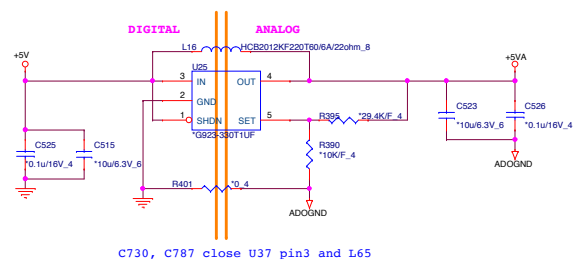 DIGITAL ANALOG
L16 HCB2012KF220T60/6A/22ohm_8
+5V +5VA
U25
3 IN OUT 4
2 GND
1 SHDN SET 5
*G923-330T1UF
R395 *29.4K/F_4
R390
*10K/F_4
C525
*0.1u/16V_4
C515
*10u/6.3V_6
C523
*10u/6.3V_6
C526
*0.1u/16V_4
ADOGND
R401 *0_4
ADOGND
C730, C787 close U37 pin3 and L65